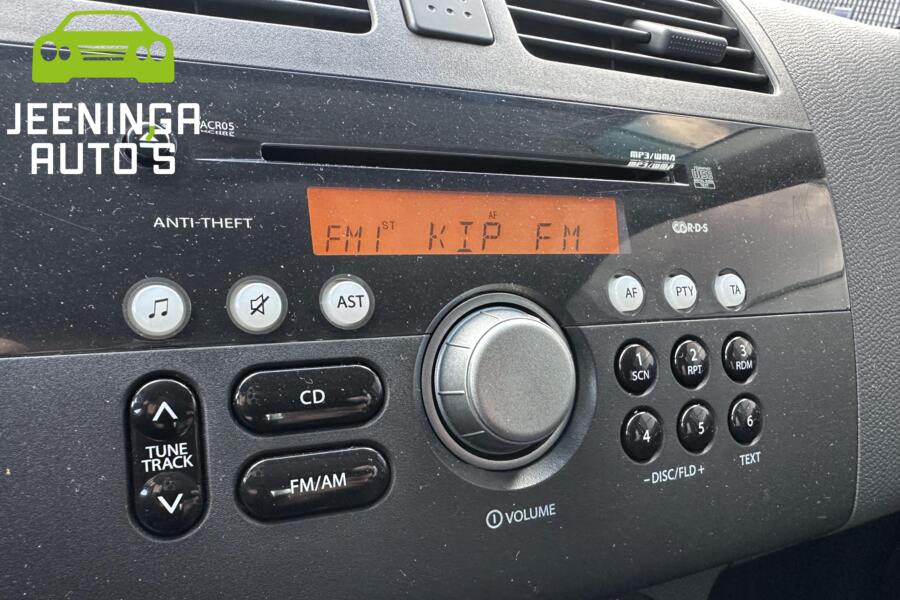 JEENINGA
AUTO'S
PACR05
MP3/WMA
ANTI-THEFT
FM1 ST KIP AF FM
R·D·S
AST
AF
PTY
TA
CD
1
SCN
2
RPT
3
RDM
TUNE
TRACK
FM/AM
4
5
6
- DISC/FLD +
TEXT
VOLUME